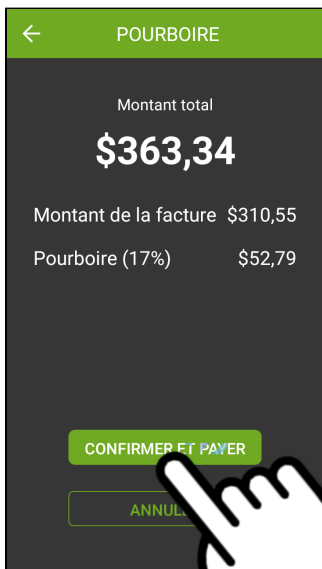 POURBOIRE
Montant total
$363,34
Montant de la facture $310,55
Pourboire (17%) $52,79
CONFIRMER ET PAYER